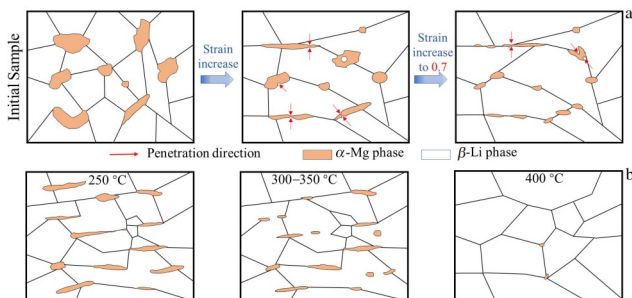 a
Initial Sample
Strain
increase
Strain
increase
to 0.7
Penetration direction
α-Mg phase
β-Li phase
b
250 °C
300–350 °C
400 °C